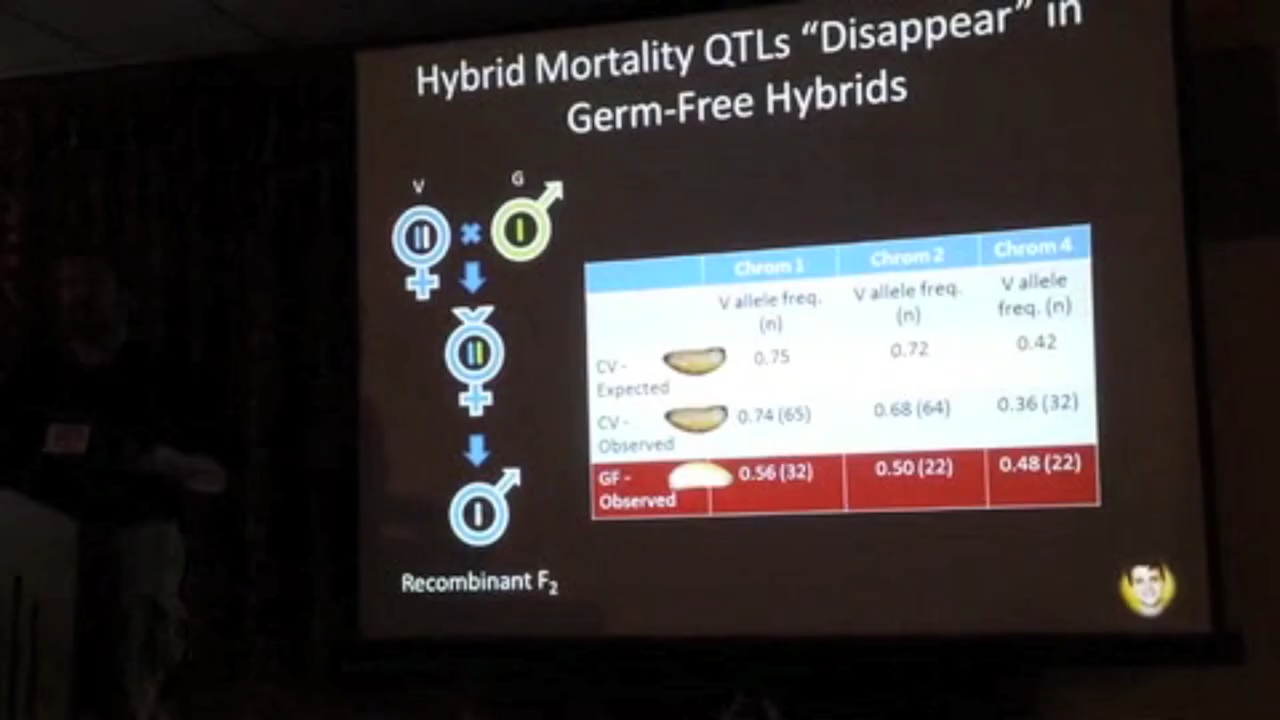 Hybrid Mortality QTLs “Disappear” in
Germ-Free Hybrids
V
G
Recombinant F₂
Chrom 1 Chrom 2 Chrom 4
V allele freq. (n) V allele freq. (n) V allele freq. (n)
CV - Expected 0.75 0.72 0.42
CV - Observed 0.74 (65) 0.68 (64) 0.36 (32)
GF - Observed 0.56 (32) 0.50 (22) 0.48 (22)